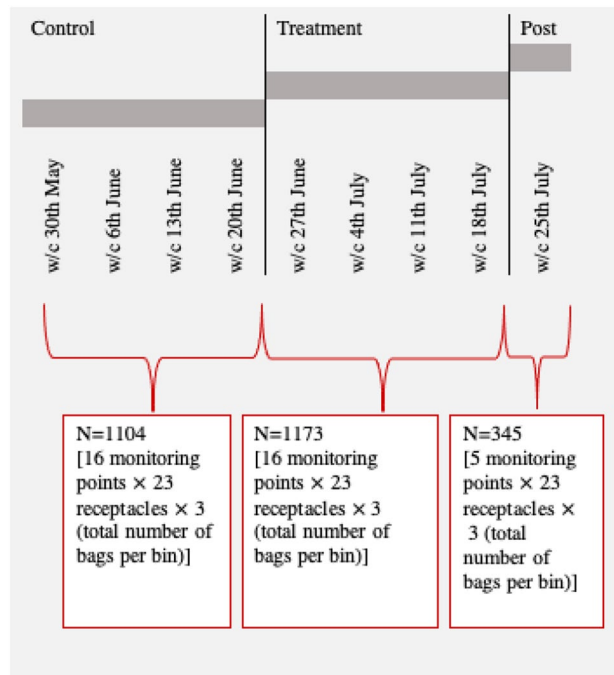 Control
Treatment
Post
w/c 30th May
w/c 6th June
w/c 13th June
w/c 20th June
w/c 27th June
w/c 4th July
w/c 11th July
w/c 18th July
w/c 25th July
N=1104
[16 monitoring
points × 23
receptacles × 3
(total number of
bags per bin)]
N=1173
[16 monitoring
points × 23
receptacles × 3
(total number of
bags per bin)]
N=345
[5 monitoring
points × 23
receptacles ×
3 (total
number of
bags per bin)]